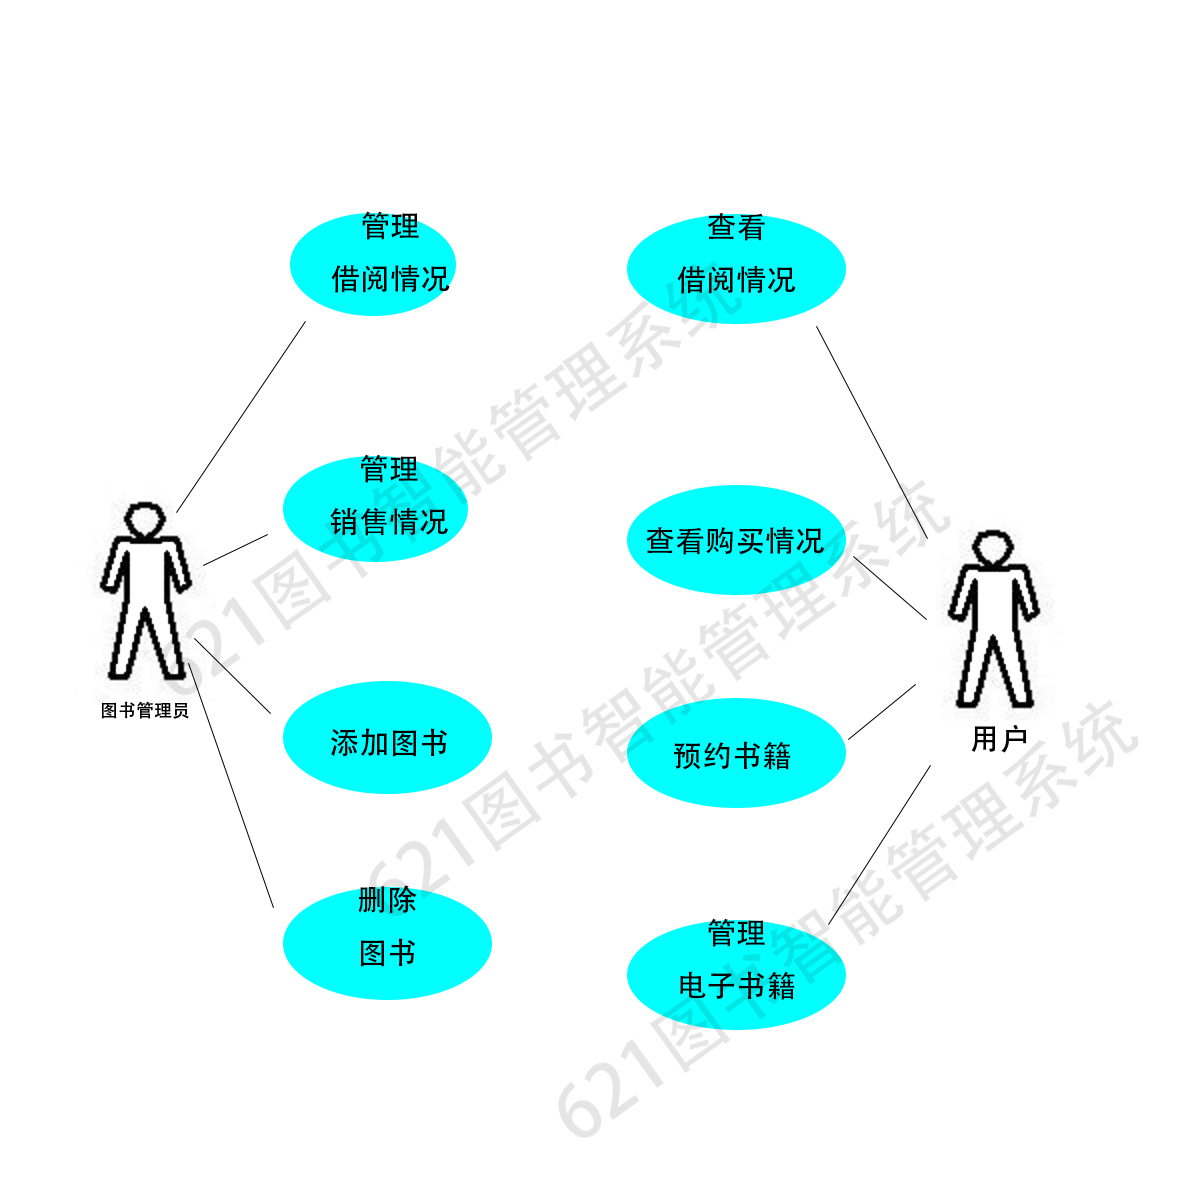 管理
借阅情况
查看
借阅情况
管理
销售情况
查看购买情况
图书管理员
用户
添加图书
预约书籍
删除
图书
管理
电子书籍
621图书智能管理系统
621图书智能管理系统
621图书智能管理系统